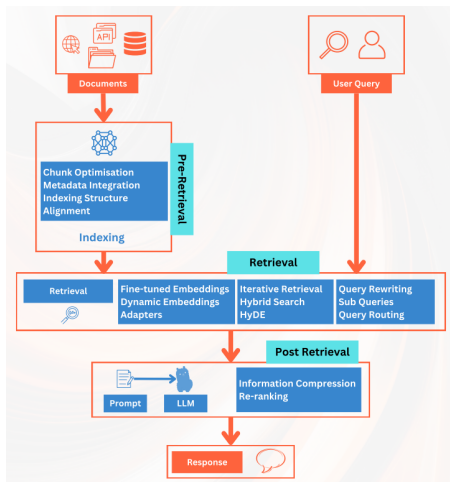 API
Documents
User Query
Pre-Retrieval
Chunk Optimisation
Metadata Integration
Indexing Structure
Alignment
Indexing
Retrieval
Retrieval
Fine-tuned Embeddings
Dynamic Embeddings
Adapters
Iterative Retrieval
Hybrid Search
HyDE
Query Rewriting
Sub Queries
Query Routing
Post Retrieval
Prompt
LLM
Information Compression
Re-ranking
Response